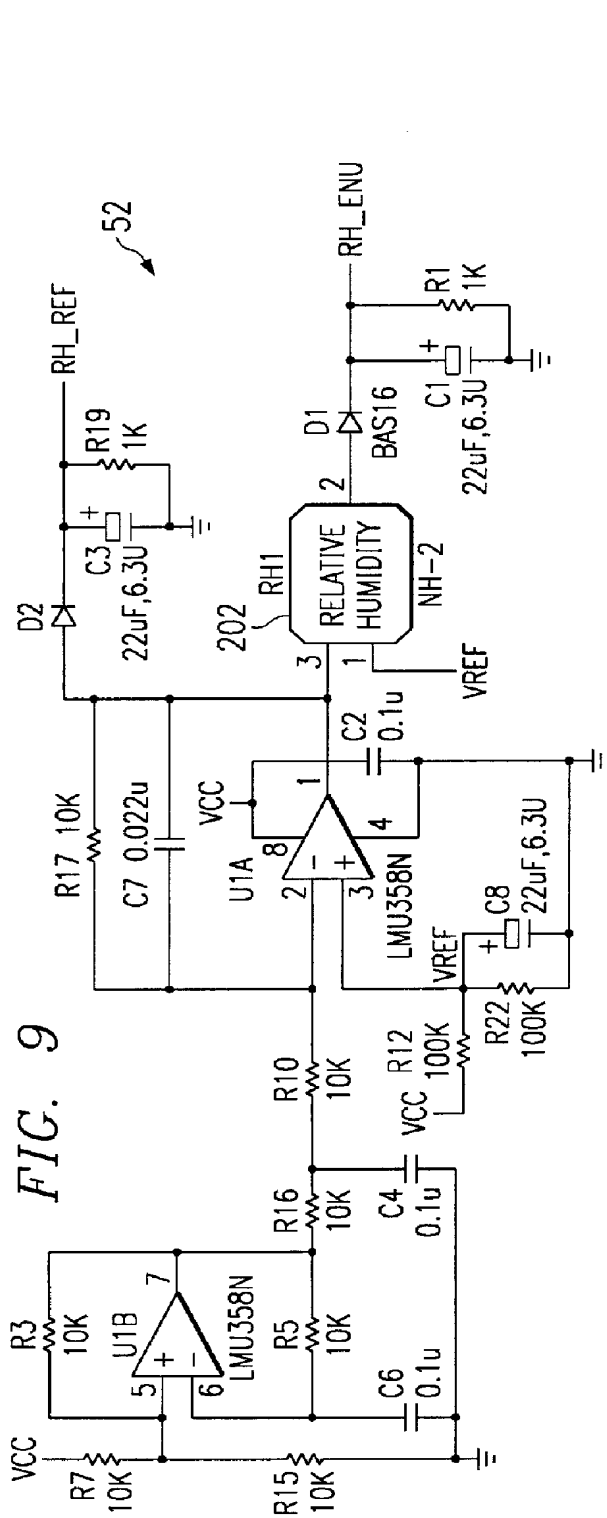 FIG. 9
52
VCC
R7
10K
R15
10K
R3
10K
U1B
5
+
6
-
7
LMU358N
R5
10K
C6
0.1u
R16
10K
C4
0.1u
R10
10K
R17 10K
C7 0.022u
VCC
U1A
8
2
-
3
+
1
4
LMU358N
C2
0.1u
VCC
R12
100K
VREF
R22
100K
+
C8
22uF,6.3U
D2
RH_REF
+
C3
22uF,6.3U
R19
1K
202
RH1
3
1
2
RELATIVE
HUMIDITY
NH-2
VREF
D1
BAS16
RH_ENU
+
C1
22uF,6.3U
R1
1K